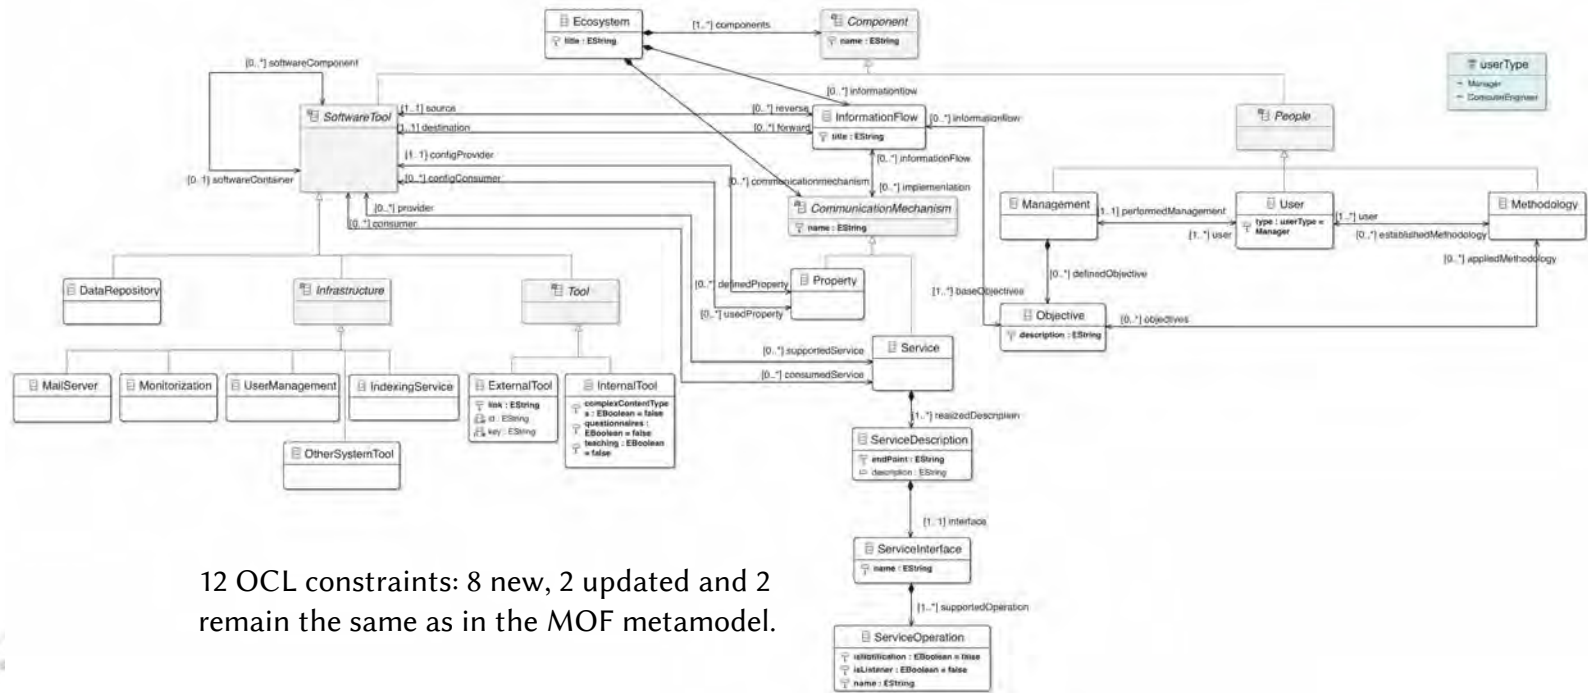 Ecosystem
title : EString
[1..*] components
Component
name : EString
userType
Manager
ComputerEngineer
[0..*] softwareComponent
SoftwareTool
[0..1] softwareContainer
[1..1] source
[1..1] destination
[1..1] configProvider
[0..*] configConsumer
[0..*] provider
[0..*] consumer
[0..*] informationflow
[0..*] reverse
[0..*] forward
InformationFlow
title : EString
[0..*] informationflow
[0..*] informationFlow
[0..*] communicationmechanism
[0..*] implementation
CommunicationMechanism
name : EString
People
Management
[1..1] performedManagement
[1..*] user
User
type : userType =
Manager
[1..*] user
[0..*] establishedMethodology
Methodology
[0..*] appliedMethodology
[0..*] definedObjective
[1..*] baseObjectives
Objective
description : EString
[0..*] objectives
DataRepository
Infrastructure
Tool
[0..*] definedProperty
[0..*] usedProperty
Property
[0..*] supportedService
[0..*] consumedService
Service
MailServer
Monitorization
UserManagement
IndexingService
OtherSystemTool
ExternalTool
link : EString
id : EString
key : EString
InternalTool
complexContentType
s : EBoolean = false
questionnaires :
EBoolean = false
teaching : EBoolean
= false
[1..*] realizedDescription
ServiceDescription
endPoint : EString
description : EString
[1..1] interface
ServiceInterface
name : EString
[1..*] supportedOperation
ServiceOperation
isNotification : EBoolean = false
isListener : EBoolean = false
name : EString
12 OCL constraints: 8 new, 2 updated and 2
remain the same as in the MOF metamodel.